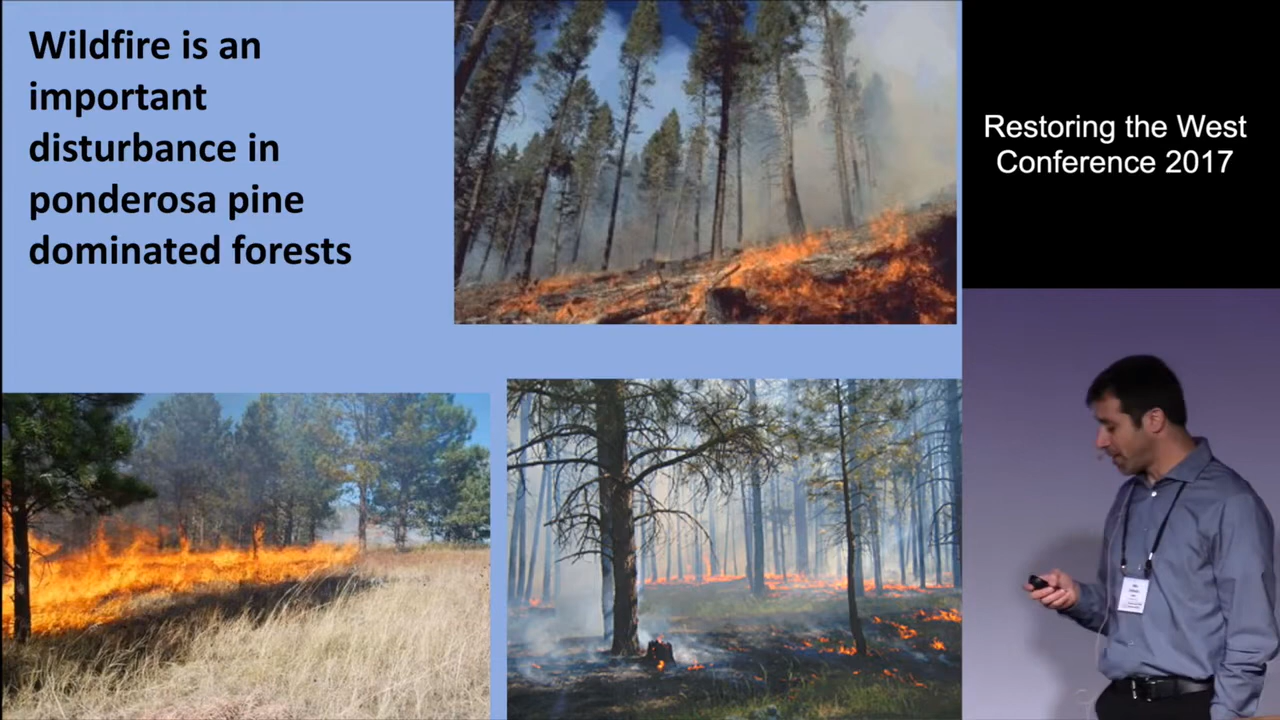 Wildfire is an
important
disturbance in
ponderosa pine
dominated forests
Restoring the West
Conference 2017